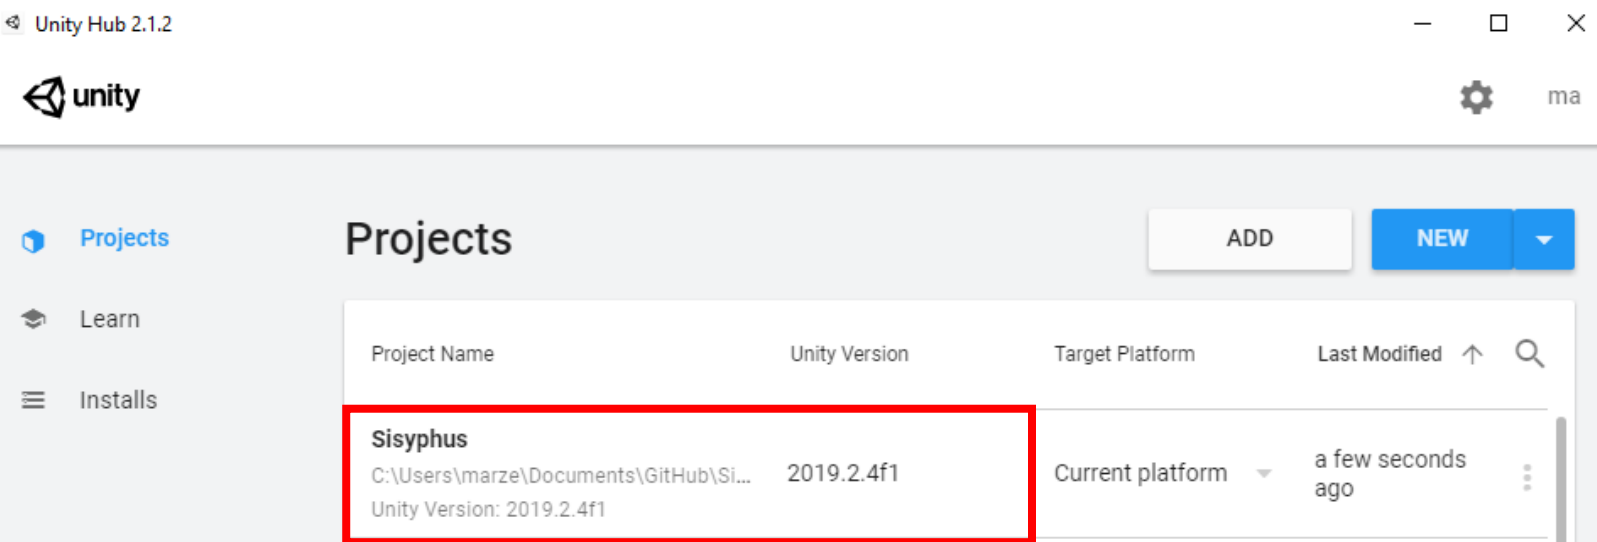 Unity Hub 2.1.2
unity
ma
Projects
Learn
Installs
Projects
ADD
NEW
Project Name
Unity Version
Target Platform
Last Modified
Sisyphus
C:\Users\marze\Documents\GitHub\Si...
Unity Version: 2019.2.4f1
2019.2.4f1
Current platform
a few seconds
ago